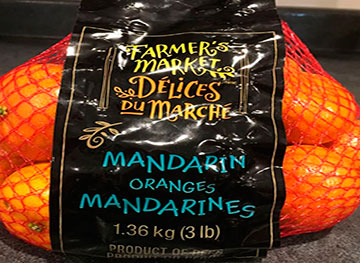 FARMER'S
MARKET
DÉLICES
DU MARCHÉ
MANDARIN
ORANGES
MANDARINES
1.36 kg (3 lb)
PRODUCT OF